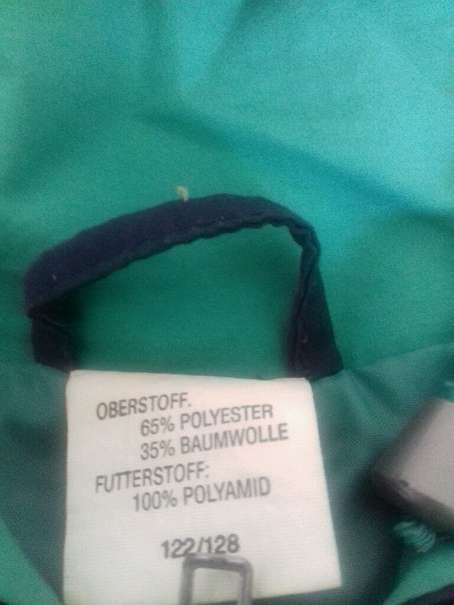 OBERSTOFF.
65% POLYESTER
35% BAUMWOLLE
FUTTERSTOFF:
100% POLYAMID
122/128